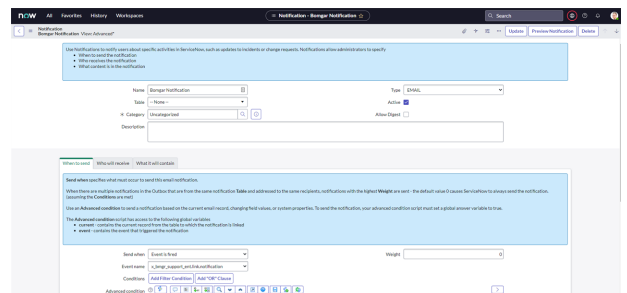 now All Favorites History Workspaces Notification - Bomgar Notification Search
Notification
Bomgar Notification View: Advanced* Update Preview Notification Delete
Use Notifications to notify users about specific activities in ServiceNow, such as updates to incidents or change requests. Notifications allow administrators to specify
When to send the notification
Who receives the notification
What content is in the notification
Name Bomgar Notification Type EMAIL
Table -- None -- Active
Category Uncategorized Allow Digest
Description
When to send Who will receive What it will contain
Send when specifies what must occur to send this email notification.
When there are multiple notifications in the Outbox that are from the same notification Table and addressed to the same recipients, notifications with the highest Weight are sent - the default value 0 causes ServiceNow to always send the notification.
(assuming the Conditions are met)
Use an Advanced condition to send a notification based on the current email record, changing field values, or system properties. To send the notification, your advanced condition script must set a global answer variable to true.
The Advanced condition script has access to the following global variables
current - contains the current record from the table to which the notification is linked
event - contains the event that triggered the notification
Send when Event is fired Weight 0
Event name x_bmgr_support_ent.link.notification
Conditions Add Filter Condition Add "OR" Clause
Advanced condition